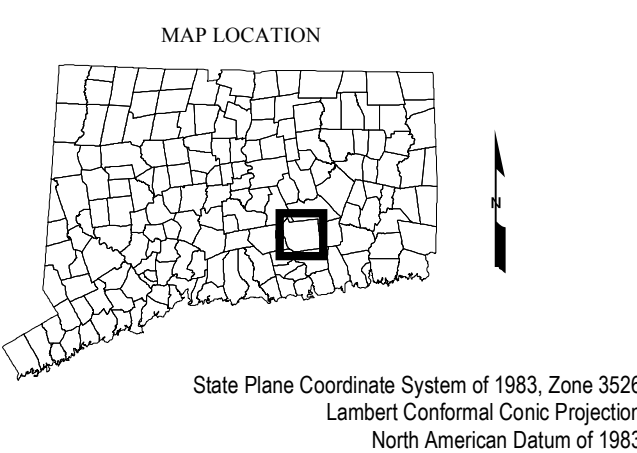 MAP LOCATION
N
State Plane Coordinate System of 1983, Zone 3526
Lambert Conformal Conic Projection
North American Datum of 1983